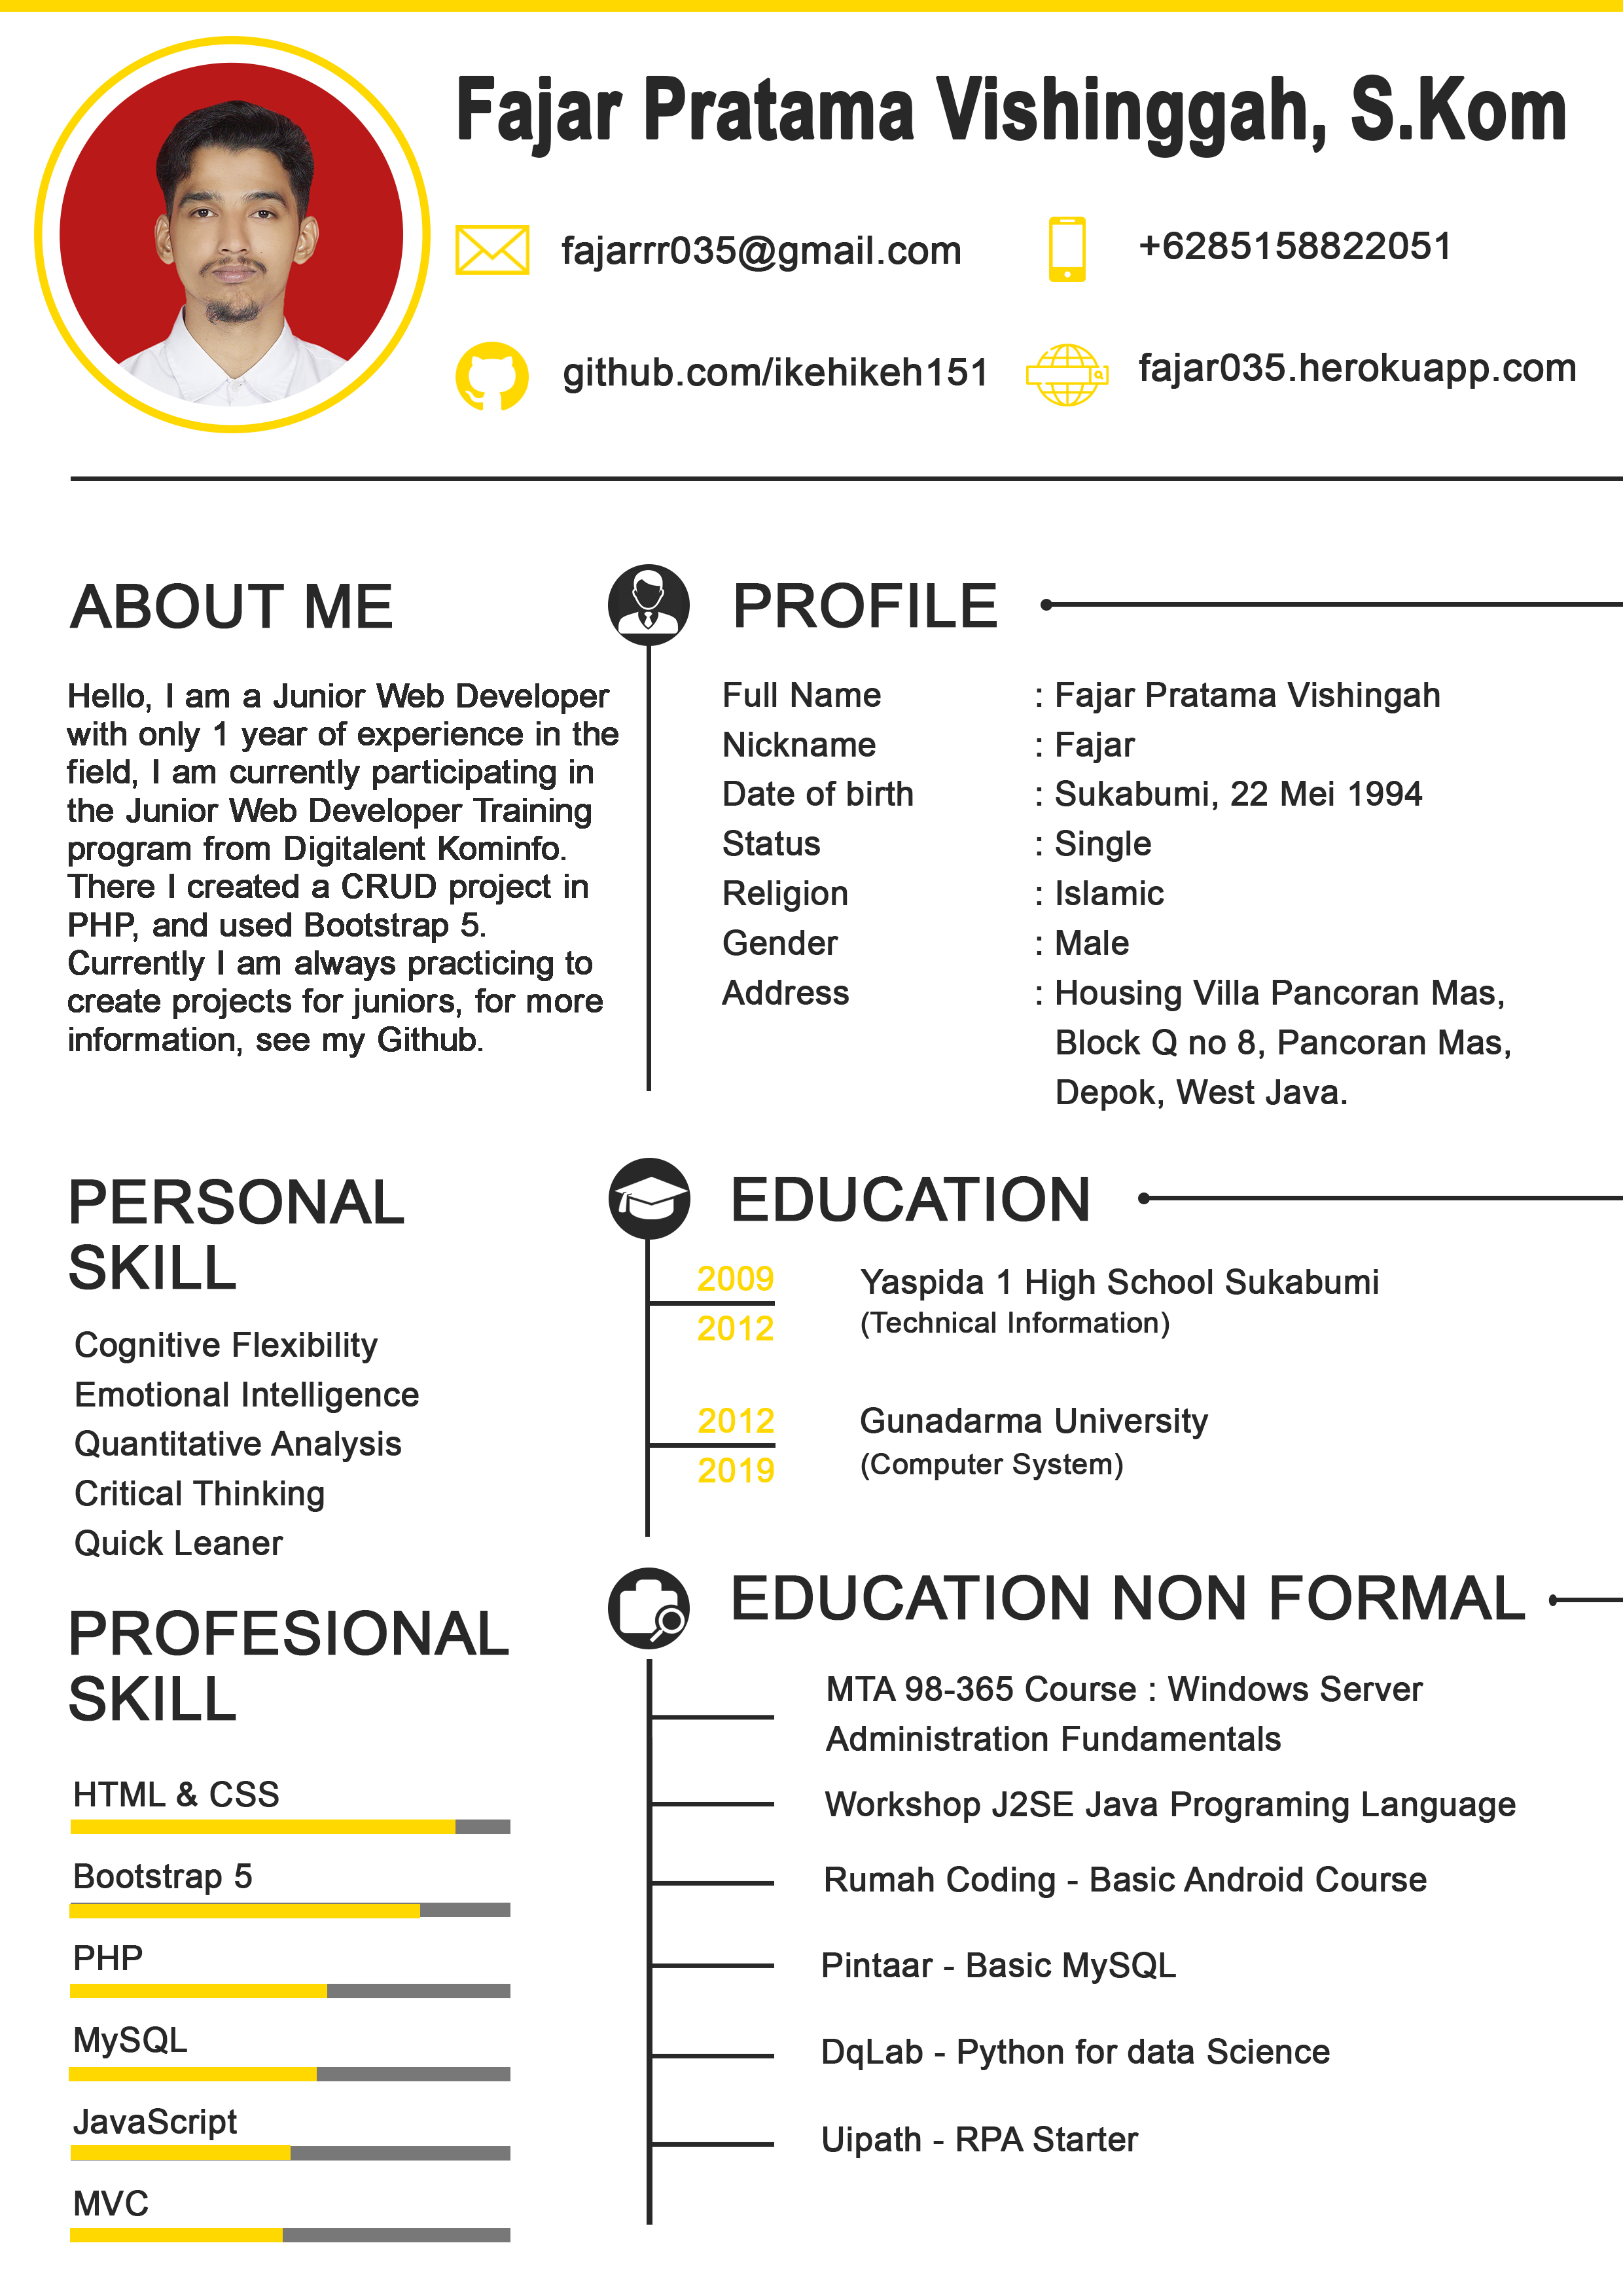 Fajar Pratama Vishinggah, S.Kom
fajarrr035@gmail.com
+6285158822051
github.com/ikehikeh151
fajar035.herokuapp.com
ABOUT ME
Hello, I am a Junior Web Developer
with only 1 year of experience in the
field, I am currently participating in
the Junior Web Developer Training
program from Digitalent Kominfo.
There I created a CRUD project in
PHP, and used Bootstrap 5.
Currently I am always practicing to
create projects for juniors, for more
information, see my Github.
PERSONAL
SKILL
Cognitive Flexibility
Emotional Intelligence
Quantitative Analysis
Critical Thinking
Quick Leaner
PROFESIONAL
SKILL
HTML & CSS
Bootstrap 5
PHP
MySQL
JavaScript
MVC
PROFILE
Full Name : Fajar Pratama Vishingah
Nickname : Fajar
Date of birth : Sukabumi, 22 Mei 1994
Status : Single
Religion : Islamic
Gender : Male
Address : Housing Villa Pancoran Mas,
Block Q no 8, Pancoran Mas,
Depok, West Java.
EDUCATION
2009
2012
Yaspida 1 High School Sukabumi
(Technical Information)
2012
2019
Gunadarma University
(Computer System)
EDUCATION NON FORMAL
MTA 98-365 Course : Windows Server
Administration Fundamentals
Workshop J2SE Java Programing Language
Rumah Coding - Basic Android Course
Pintaar - Basic MySQL
DqLab - Python for data Science
Uipath - RPA Starter